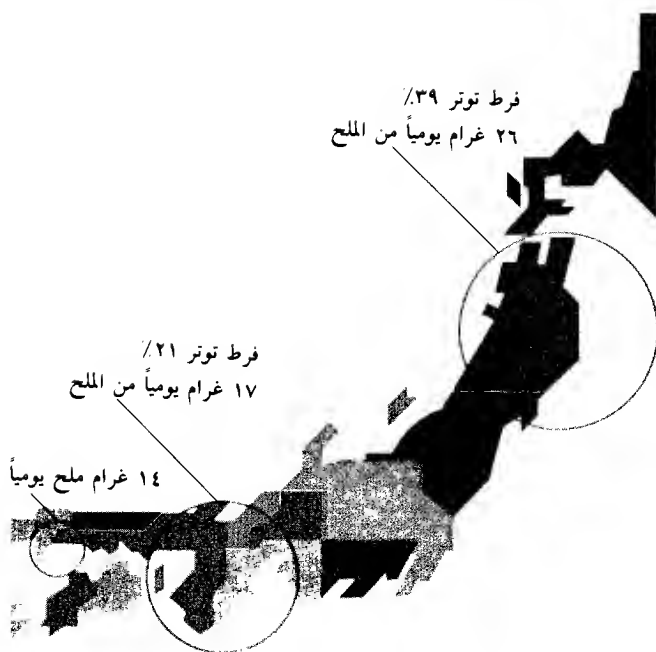 فرط توتر ٣٩٪
٢٦ غرام يومياً من الملح
فرط توتر ٢١٪
١٧ غرام يومياً من الملح
١٤ غرام ملح يومياً